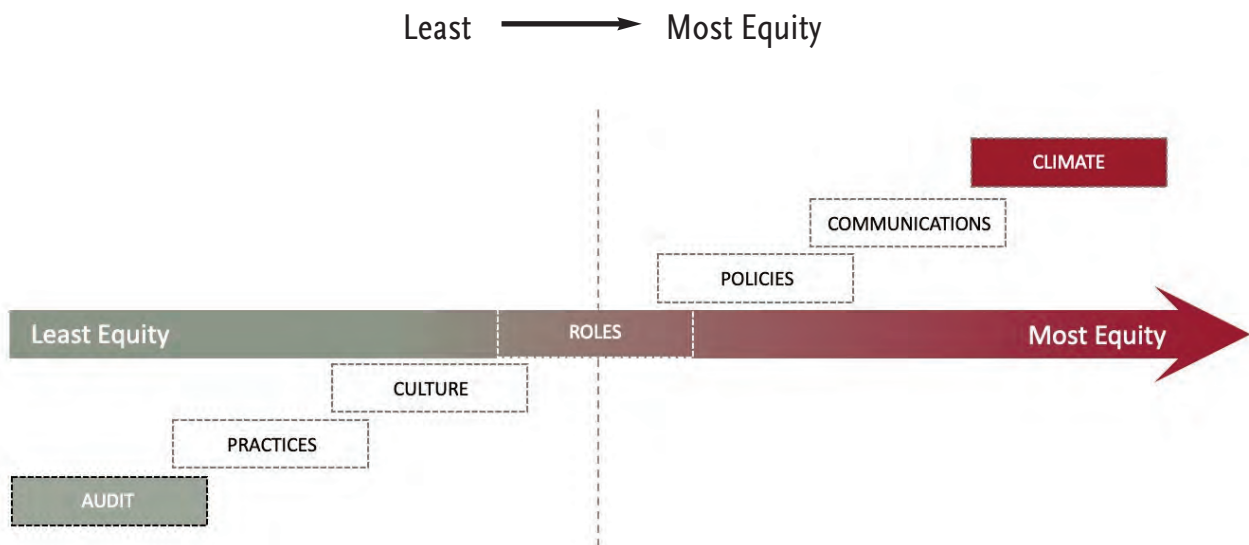 Least Most Equity
CLIMATE
COMMUNICATIONS
POLICIES
Least Equity ROLES Most Equity
CULTURE
PRACTICES
AUDIT